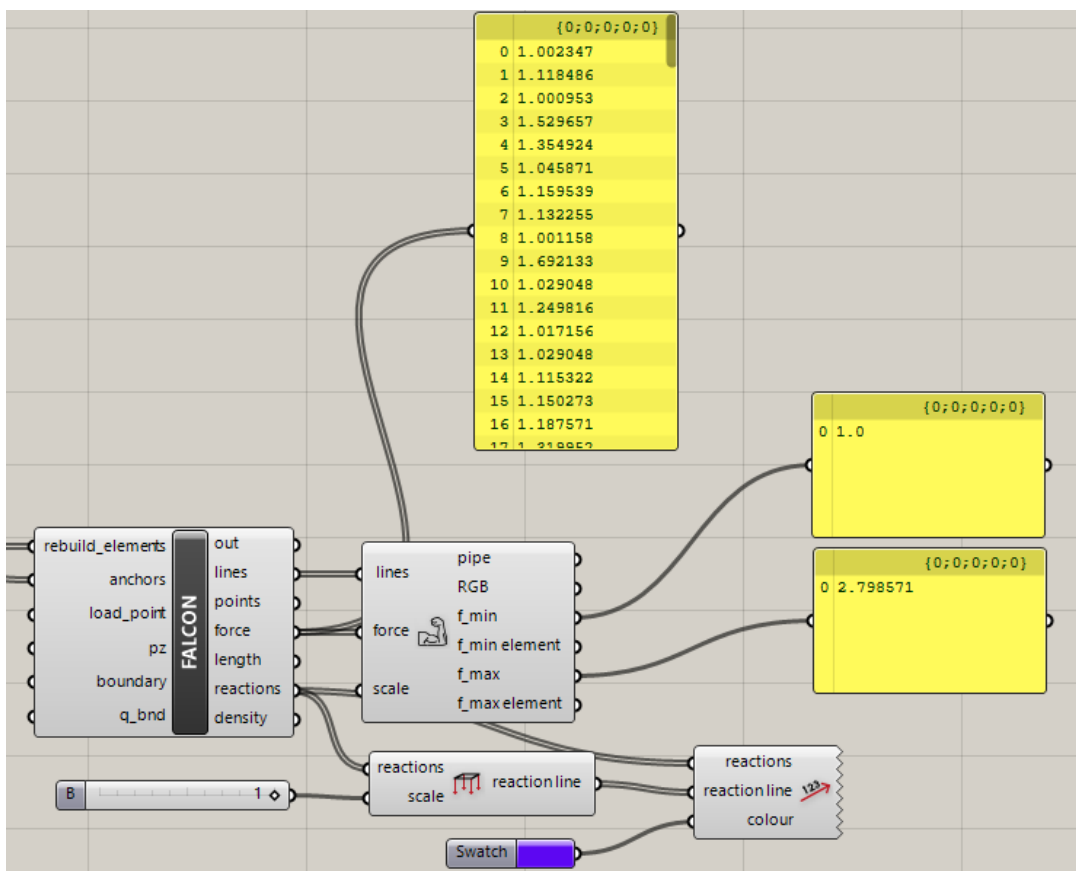 {0;0;0;0;0}
0 1.002347
1 1.118486
2 1.000953
3 1.529657
4 1.354924
5 1.045871
6 1.159539
7 1.132255
8 1.001158
9 1.692133
10 1.029048
11 1.249816
12 1.017156
13 1.029048
14 1.115322
15 1.150273
16 1.187571
17 1.319952
{0;0;0;0;0}
0 1.0
{0;0;0;0;0}
0 2.798571
rebuild_elements
anchors
load_point
pz
boundary
q_bnd
FALCON
out
lines
points
force
length
reactions
density
lines
force
scale
pipe
RGB
f_min
f_min element
f_max
f_max element
reactions
scale
reaction line
B 1
reactions
reaction line
colour
123
Swatch